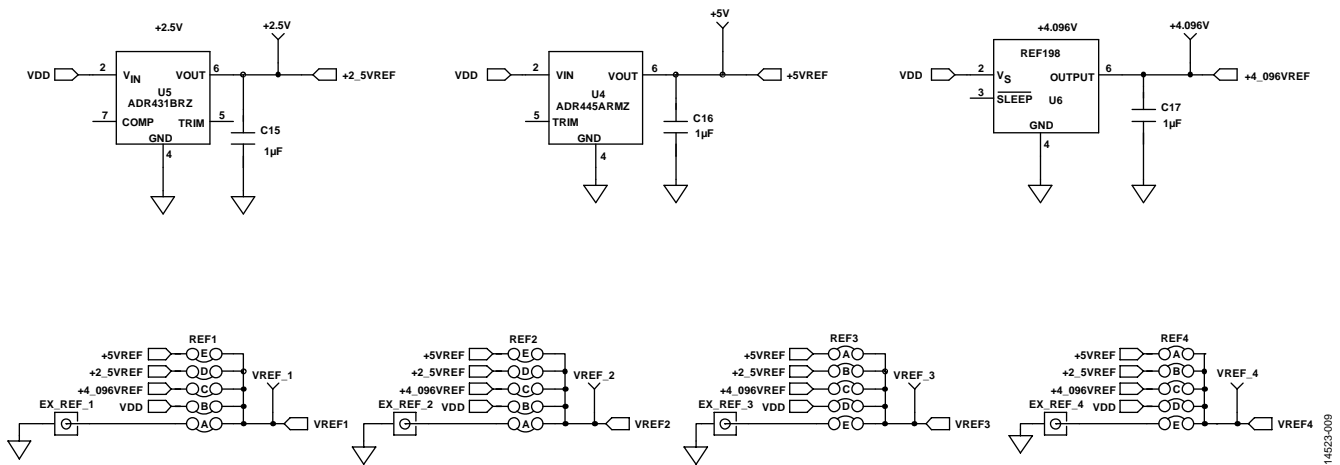 +2.5V
+2.5V
VDD
2
VIN
VOUT
6
+2_5VREF
U5
ADR431BRZ
7
COMP
TRIM
5
GND
4
C15
1µF
+5V
VDD
2
VIN
VOUT
6
+5VREF
U4
ADR445ARMZ
5
TRIM
GND
4
C16
1µF
+4.096V
+4.096V
REF198
VDD
2
VS
OUTPUT
6
+4_096VREF
3
SLEEP
U6
GND
4
C17
1µF
REF1
+5VREF
E
+2_5VREF
D
VREF_1
+4_096VREF
C
EX_REF_1
VDD
B
A
VREF1
REF2
+5VREF
E
+2_5VREF
D
VREF_2
+4_096VREF
C
EX_REF_2
VDD
B
A
VREF2
REF3
+5VREF
A
+2_5VREF
B
VREF_3
+4_096VREF
C
EX_REF_3
VDD
D
E
VREF3
REF4
+5VREF
A
+2_5VREF
B
VREF_4
+4_096VREF
C
EX_REF_4
VDD
D
E
VREF4
14523-009